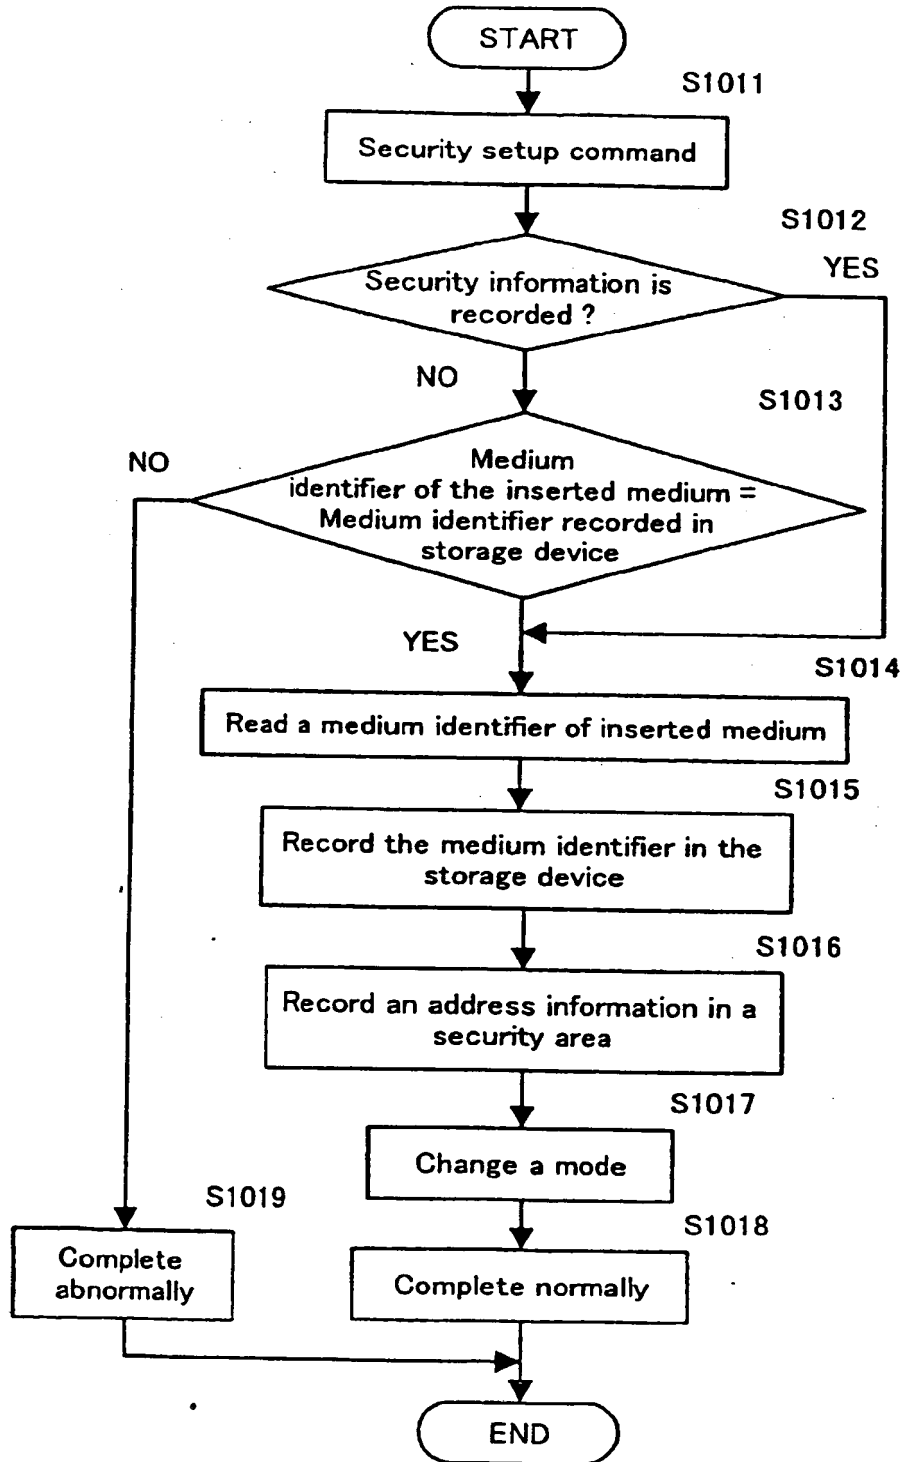 START
S1011
Security setup command
S1012
Security information is
recorded ?
YES
NO
S1013
Medium
identifier of the inserted medium =
Medium identifier recorded in
storage device
NO
YES
S1014
Read a medium identifier of inserted medium
S1015
Record the medium identifier in the
storage device
S1016
Record an address information in a
security area
S1017
Change a mode
S1019
Complete
abnormally
S1018
Complete normally
END